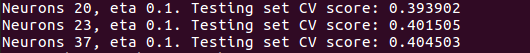 Neurons 20, eta 0.1. Testing set CV score: 0.393902
Neurons 23, eta 0.1. Testing set CV score: 0.401505
Neurons 37, eta 0.1. Testing set CV score: 0.404503